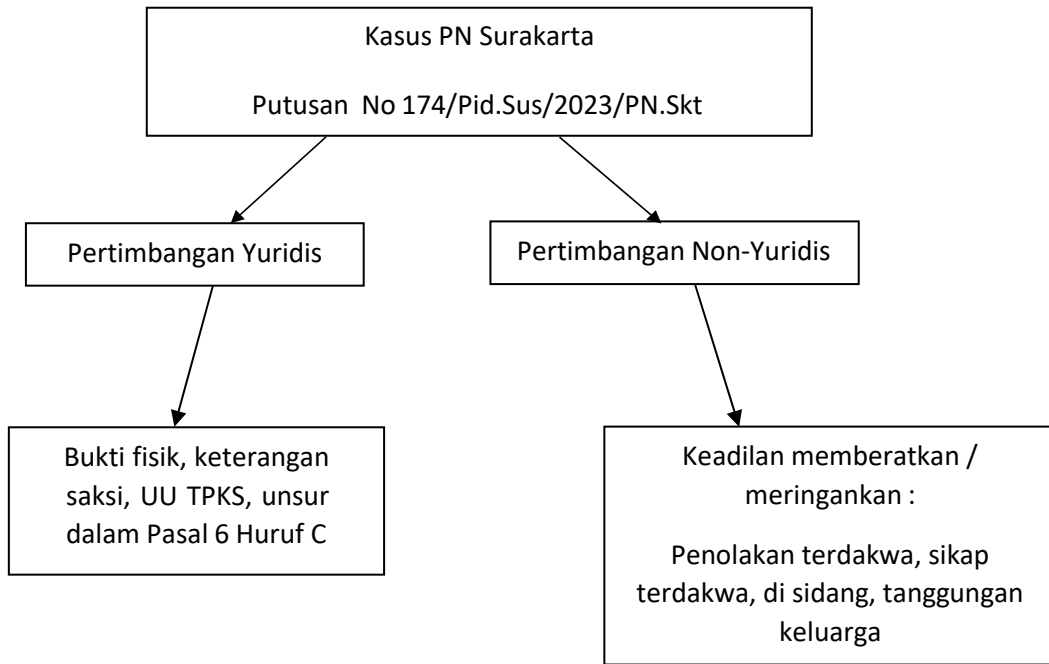 Kasus PN Surakarta
Putusan No 174/Pid.Sus/2023/PN.Skt
Pertimbangan Yuridis
Pertimbangan Non-Yuridis
Bukti fisik, keterangan
saksi, UU TPKS, unsur
dalam Pasal 6 Huruf C
Keadilan memberatkan /
meringankan :
Penolakan terdakwa, sikap
terdakwa, di sidang, tanggungan
keluarga